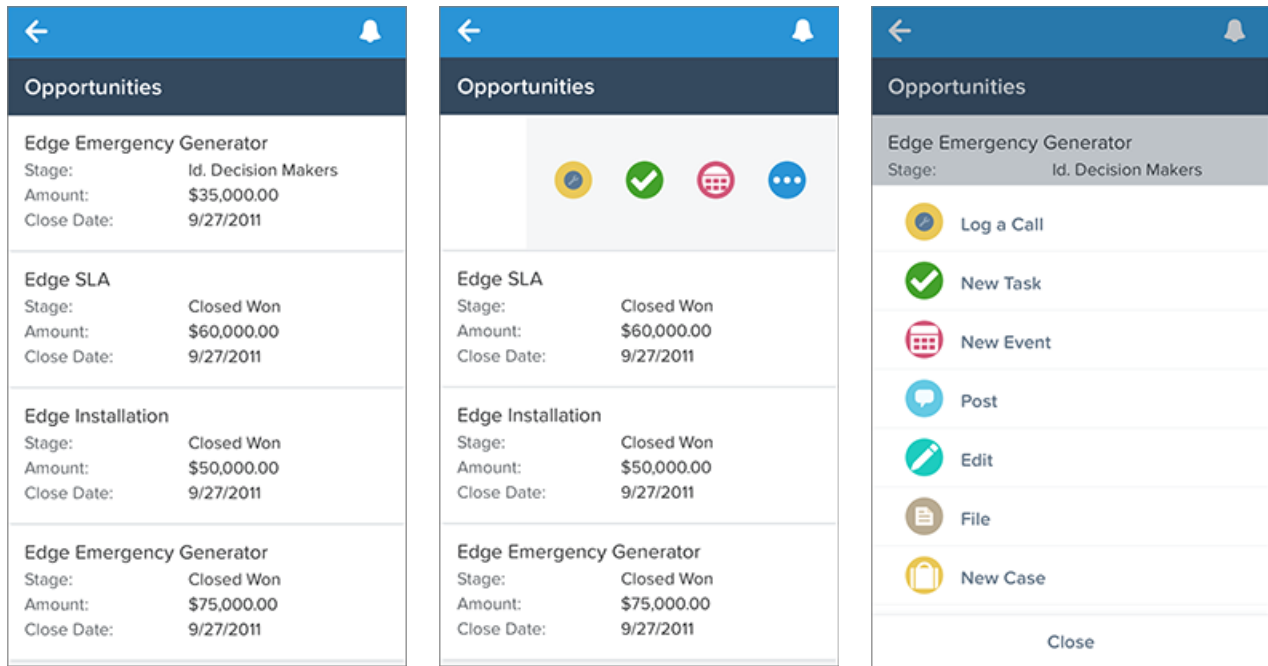 Opportunities
Edge Emergency Generator
Stage: Id. Decision Makers
Amount: $35,000.00
Close Date: 9/27/2011
Edge SLA
Stage: Closed Won
Amount: $60,000.00
Close Date: 9/27/2011
Edge Installation
Stage: Closed Won
Amount: $50,000.00
Close Date: 9/27/2011
Edge Emergency Generator
Stage: Closed Won
Amount: $75,000.00
Close Date: 9/27/2011
Opportunities
Edge SLA
Stage: Closed Won
Amount: $60,000.00
Close Date: 9/27/2011
Edge Installation
Stage: Closed Won
Amount: $50,000.00
Close Date: 9/27/2011
Edge Emergency Generator
Stage: Closed Won
Amount: $75,000.00
Close Date: 9/27/2011
Opportunities
Edge Emergency Generator
Stage: Id. Decision Makers
Log a Call
New Task
New Event
Post
Edit
File
New Case
Close